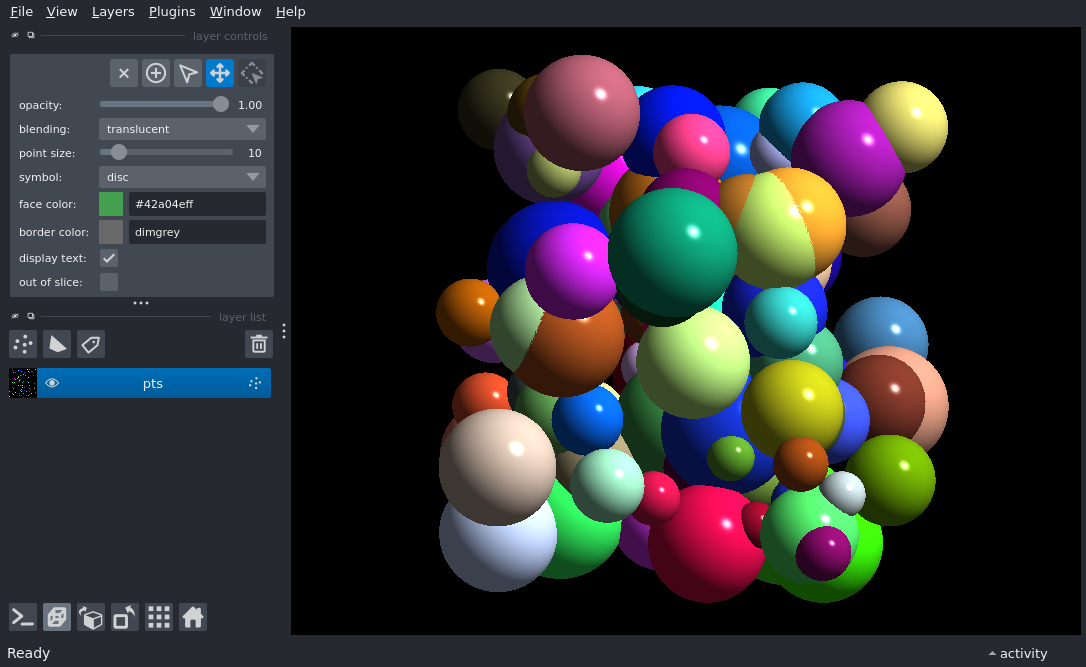 File View Layers Plugins Window Help
layer controls
opacity: 1.00
blending: translucent
point size: 10
symbol: disc
face color: #42a04eff
border color: dimgrey
display text:
out of slice:
layer list
pts
Ready
activity